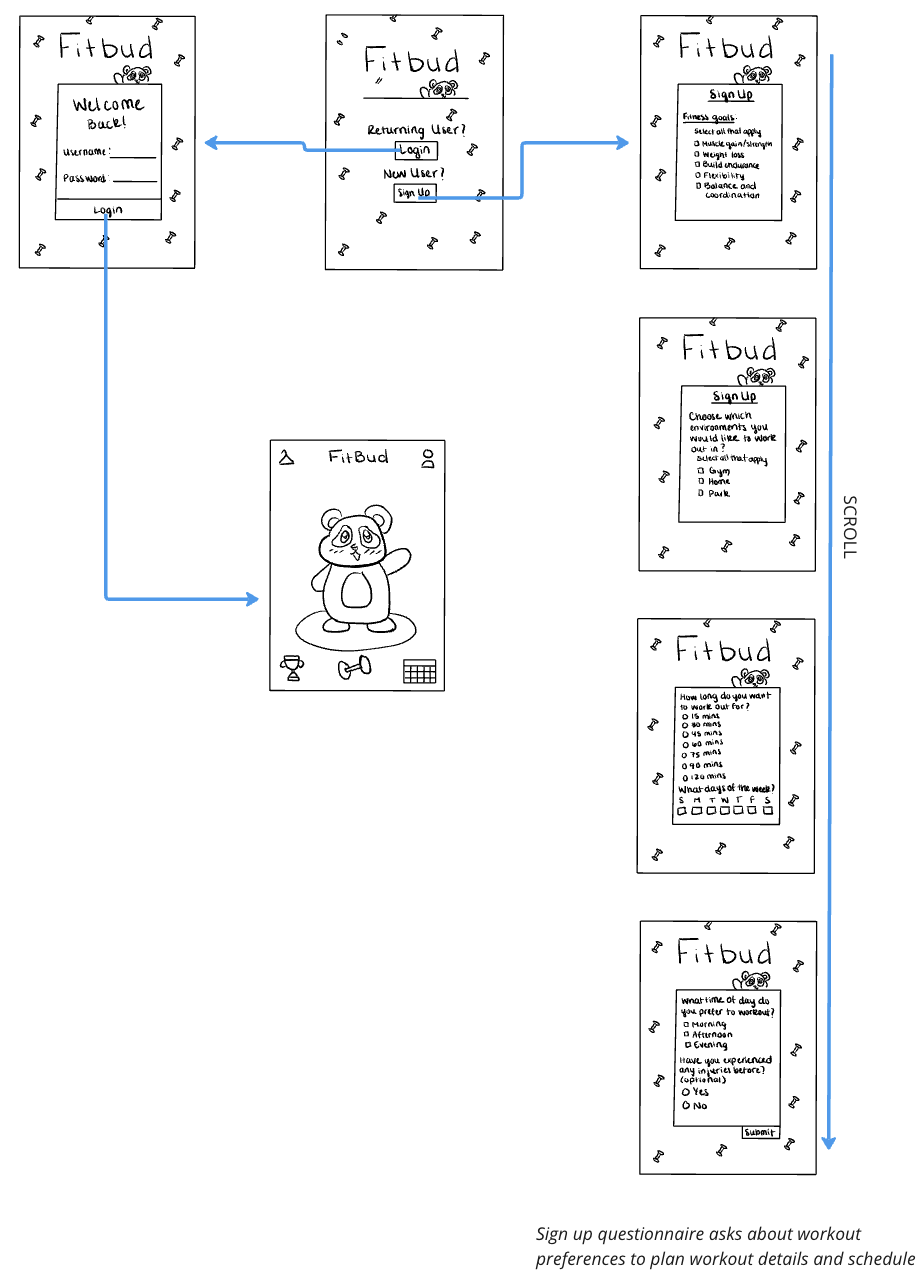 Fitbud
Welcome
Back!
Username:
Password:
Login
Fitbud
Returning User?
Login
New User?
Sign Up
Fitbud
Sign Up
Fitness goals:
Select all that apply
Muscle gain/strength
Weight loss
Build endurance
Flexibility
Balance and
coordination
Fitbud
Sign Up
Choose which
environments you
would like to work
out in?
Select all that apply
Gym
Home
Park
SCROLL
FitBud
Fitbud
How long do you want
to work out for?
15 mins
30 mins
45 mins
60 mins
75 mins
90 mins
120 mins
What days of the week?
S M T W T F S
Fitbud
What time of day do
you prefer to workout?
Morning
Afternoon
Evening
Have you experienced
any injuries before?
(optional)
Yes
No
Submit
Sign up questionnaire asks about workout
preferences to plan workout details and schedule